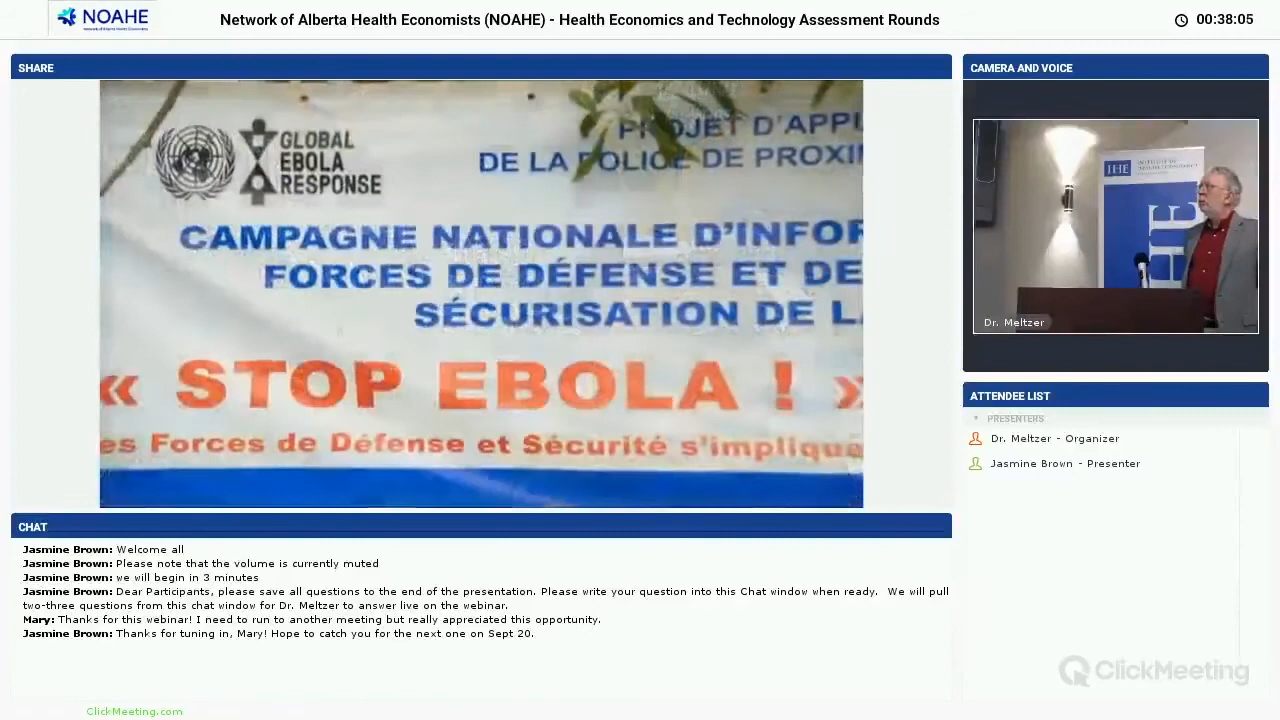 NOAHE
Network of Alberta Health Economists (NOAHE) - Health Economics and Technology Assessment Rounds
00:38:05
SHARE
GLOBAL
EBOLA
RESPONSE
PROJET D'APPU
DE LA POLICE DE PROXI
CAMPAGNE NATIONALE D'INFOR
FORCES DE DÉFENSE ET DE
SÉCURISATION DE L
« STOP EBOLA ! »
es Forces de Défense et Sécurité s'implique
CAMERA AND VOICE
IHE
IHE
Dr. Meltzer
ATTENDEE LIST
PRESENTERS
Dr. Meltzer - Organizer
Jasmine Brown - Presenter
CHAT
Jasmine Brown: Welcome all
Jasmine Brown: Please note that the volume is currently muted
Jasmine Brown: we will begin in 3 minutes
Jasmine Brown: Dear Participants, please save all questions to the end of the presentation. Please write your question into this Chat window when ready. We will pull
two-three questions from this chat window for Dr. Meltzer to answer live on the webinar.
Mary: Thanks for this webinar! I need to run to another meeting but really appreciated this opportunity.
Jasmine Brown: Thanks for tuning in, Mary! Hope to catch you for the next one on Sept 20.
ClickMeeting
ClickMeeting.com